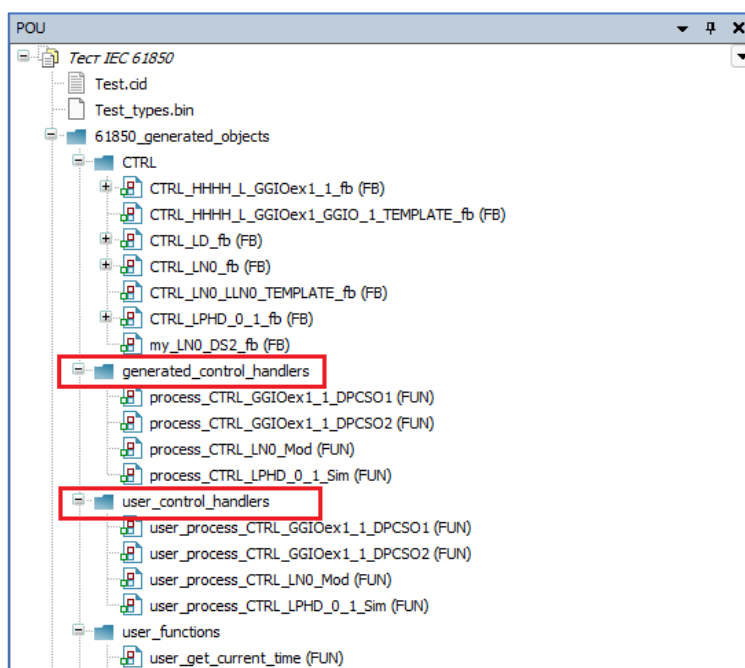 POU
Тест IEC 61850
Test.cid
Test_types.bin
61850_generated_objects
CTRL
CTRL_HHHH_L_GGIOex1_1_fb (FB)
CTRL_HHHH_L_GGIOex1_GGIO_1_TEMPLATE_fb (FB)
CTRL_LD_fb (FB)
CTRL_LN0_fb (FB)
CTRL_LN0_LLN0_TEMPLATE_fb (FB)
CTRL_LPHD_0_1_fb (FB)
my_LN0_DS2_fb (FB)
generated_control_handlers
process_CTRL_GGIOex1_1_DPCSO1 (FUN)
process_CTRL_GGIOex1_1_DPCSO2 (FUN)
process_CTRL_LN0_Mod (FUN)
process_CTRL_LPHD_0_1_Sim (FUN)
user_control_handlers
user_process_CTRL_GGIOex1_1_DPCSO1 (FUN)
user_process_CTRL_GGIOex1_1_DPCSO2 (FUN)
user_process_CTRL_LN0_Mod (FUN)
user_process_CTRL_LPHD_0_1_Sim (FUN)
user_functions
user_get_current_time (FUN)